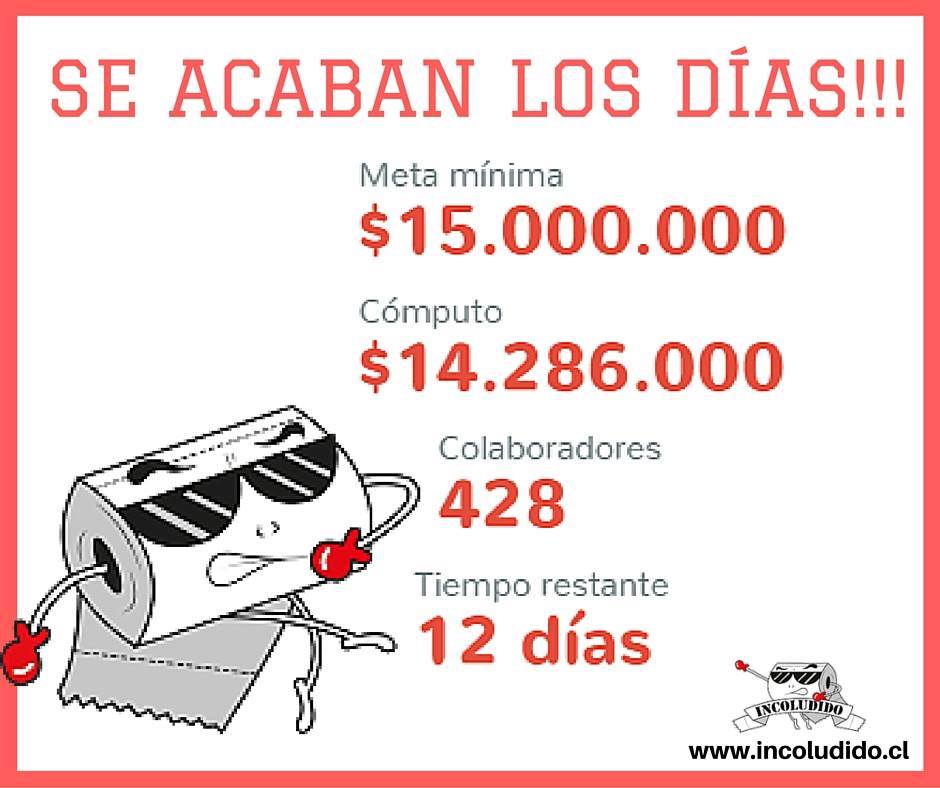 SE ACABAN LOS DÍAS!!!
Meta mínima
$15.000.000
Cómputo
$14.286.000
Colaboradores
428
Tiempo restante
12 días
INCOLUDIDO
www.incoludido.cl